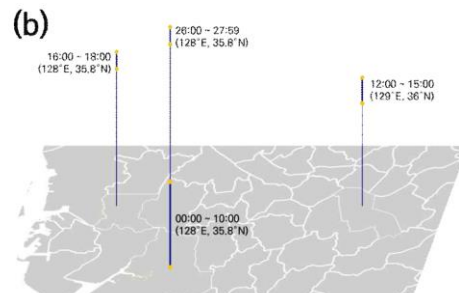 (b)
26:00 ~ 27:59
(128°E, 35.8°N)
16:00 ~ 18:00
(128°E, 35.8°N)
12:00 ~ 15:00
(129°E, 36°N)
00:00 ~ 10:00
(128°E, 35.8°N)